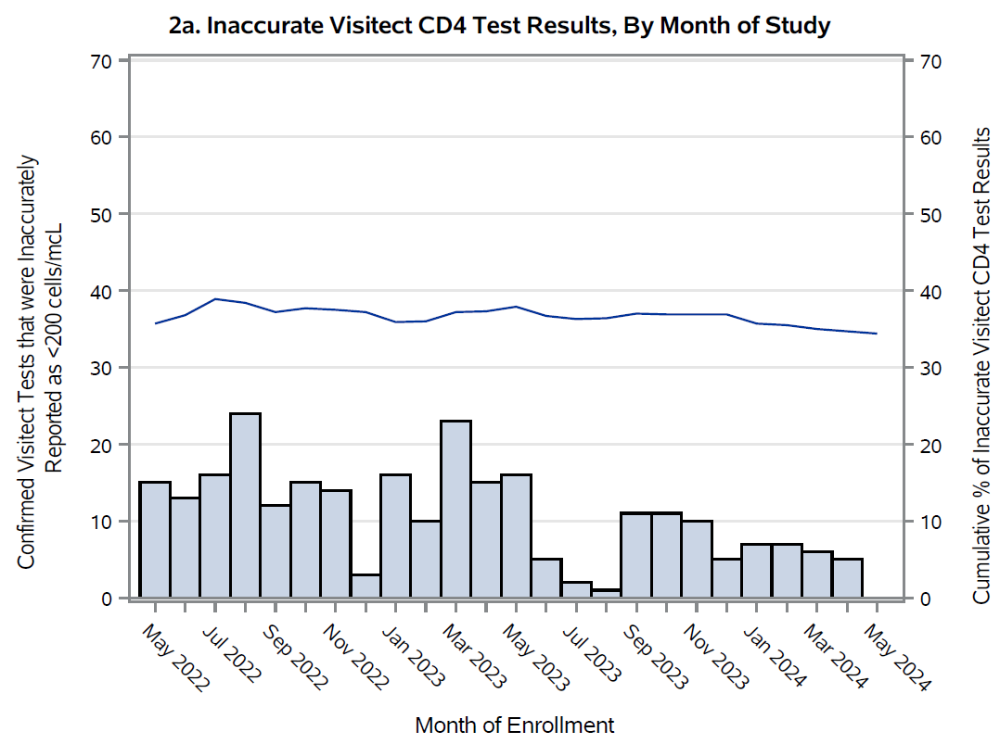 2a. Inaccurate Visitect CD4 Test Results, By Month of Study
Confirmed Visitect Tests that were Inaccurately
Reported as <200 cells/mcL
70
60
50
40
30
20
10
0
70
60
50
40
30
20
10
0
Cumulative % of Inaccurate Visitect CD4 Test Results
May 2022
Jul 2022
Sep 2022
Nov 2022
Jan 2023
Mar 2023
May 2023
Jul 2023
Sep 2023
Nov 2023
Jan 2024
Mar 2024
May 2024
Month of Enrollment